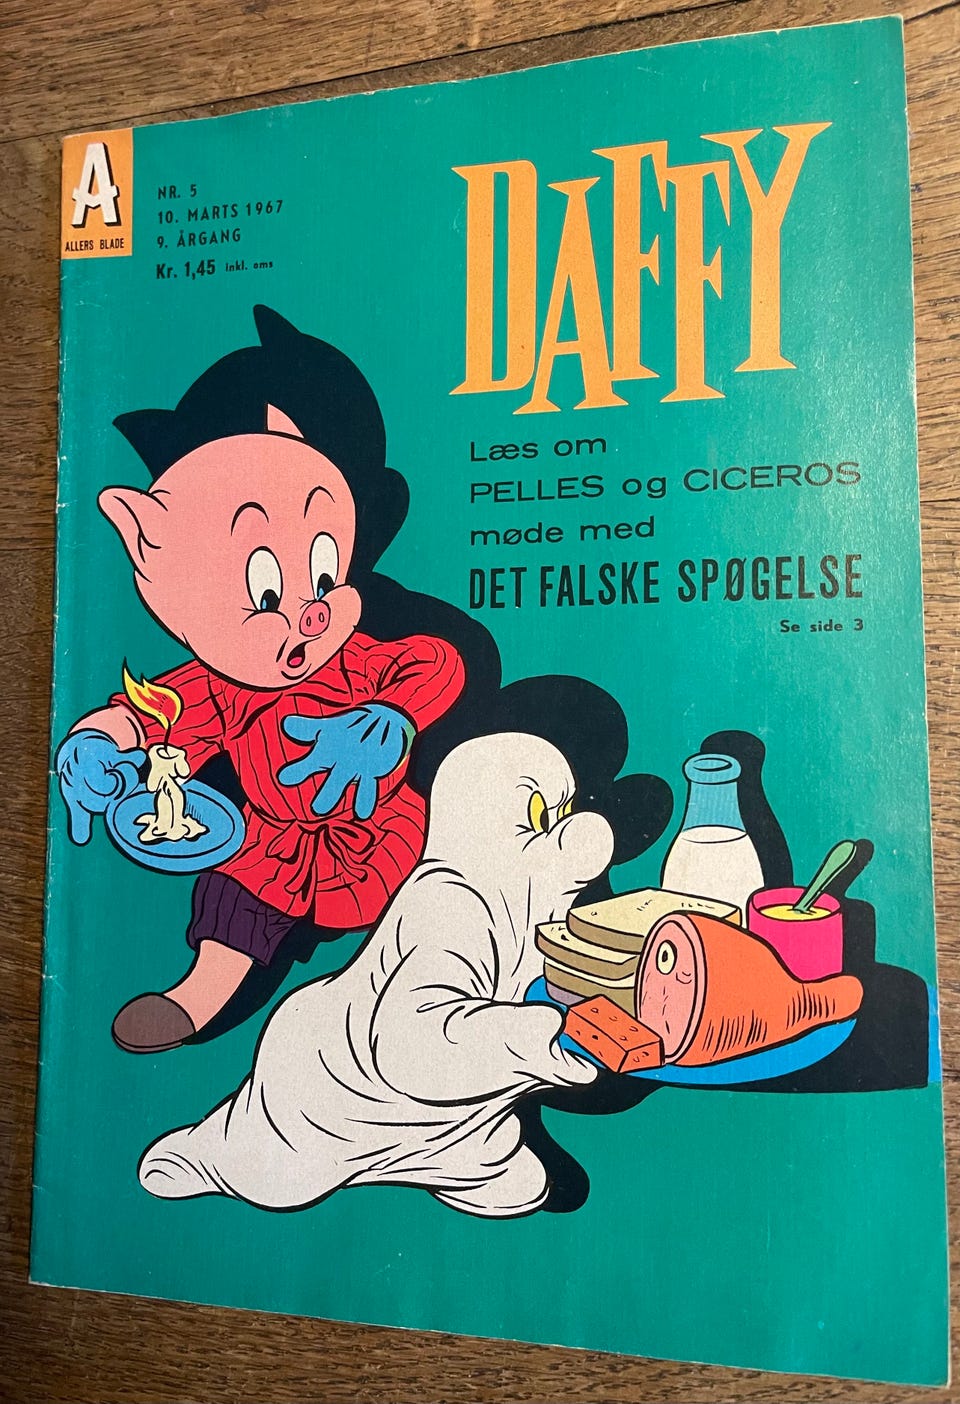 A
ALLERS BLADE
NR. 5
10. MARTS 1967
9. ÅRGANG
Kr. 1,45 inkl. oms
DAFFY
Læs om
PELLES og CICEROS
møde med
DET FALSKE SPØGELSE
Se side 3